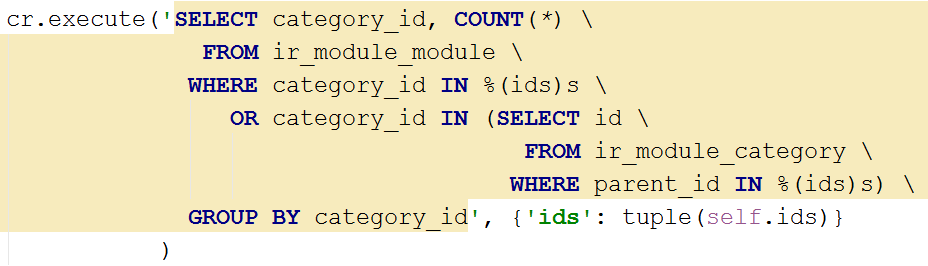 cr.execute('SELECT category_id, COUNT(*) \
FROM ir_module_module \
WHERE category_id IN %(ids)s \
OR category_id IN (SELECT id \
FROM ir_module_category \
WHERE parent_id IN %(ids)s) \
GROUP BY category_id', {'ids': tuple(self.ids)}
)